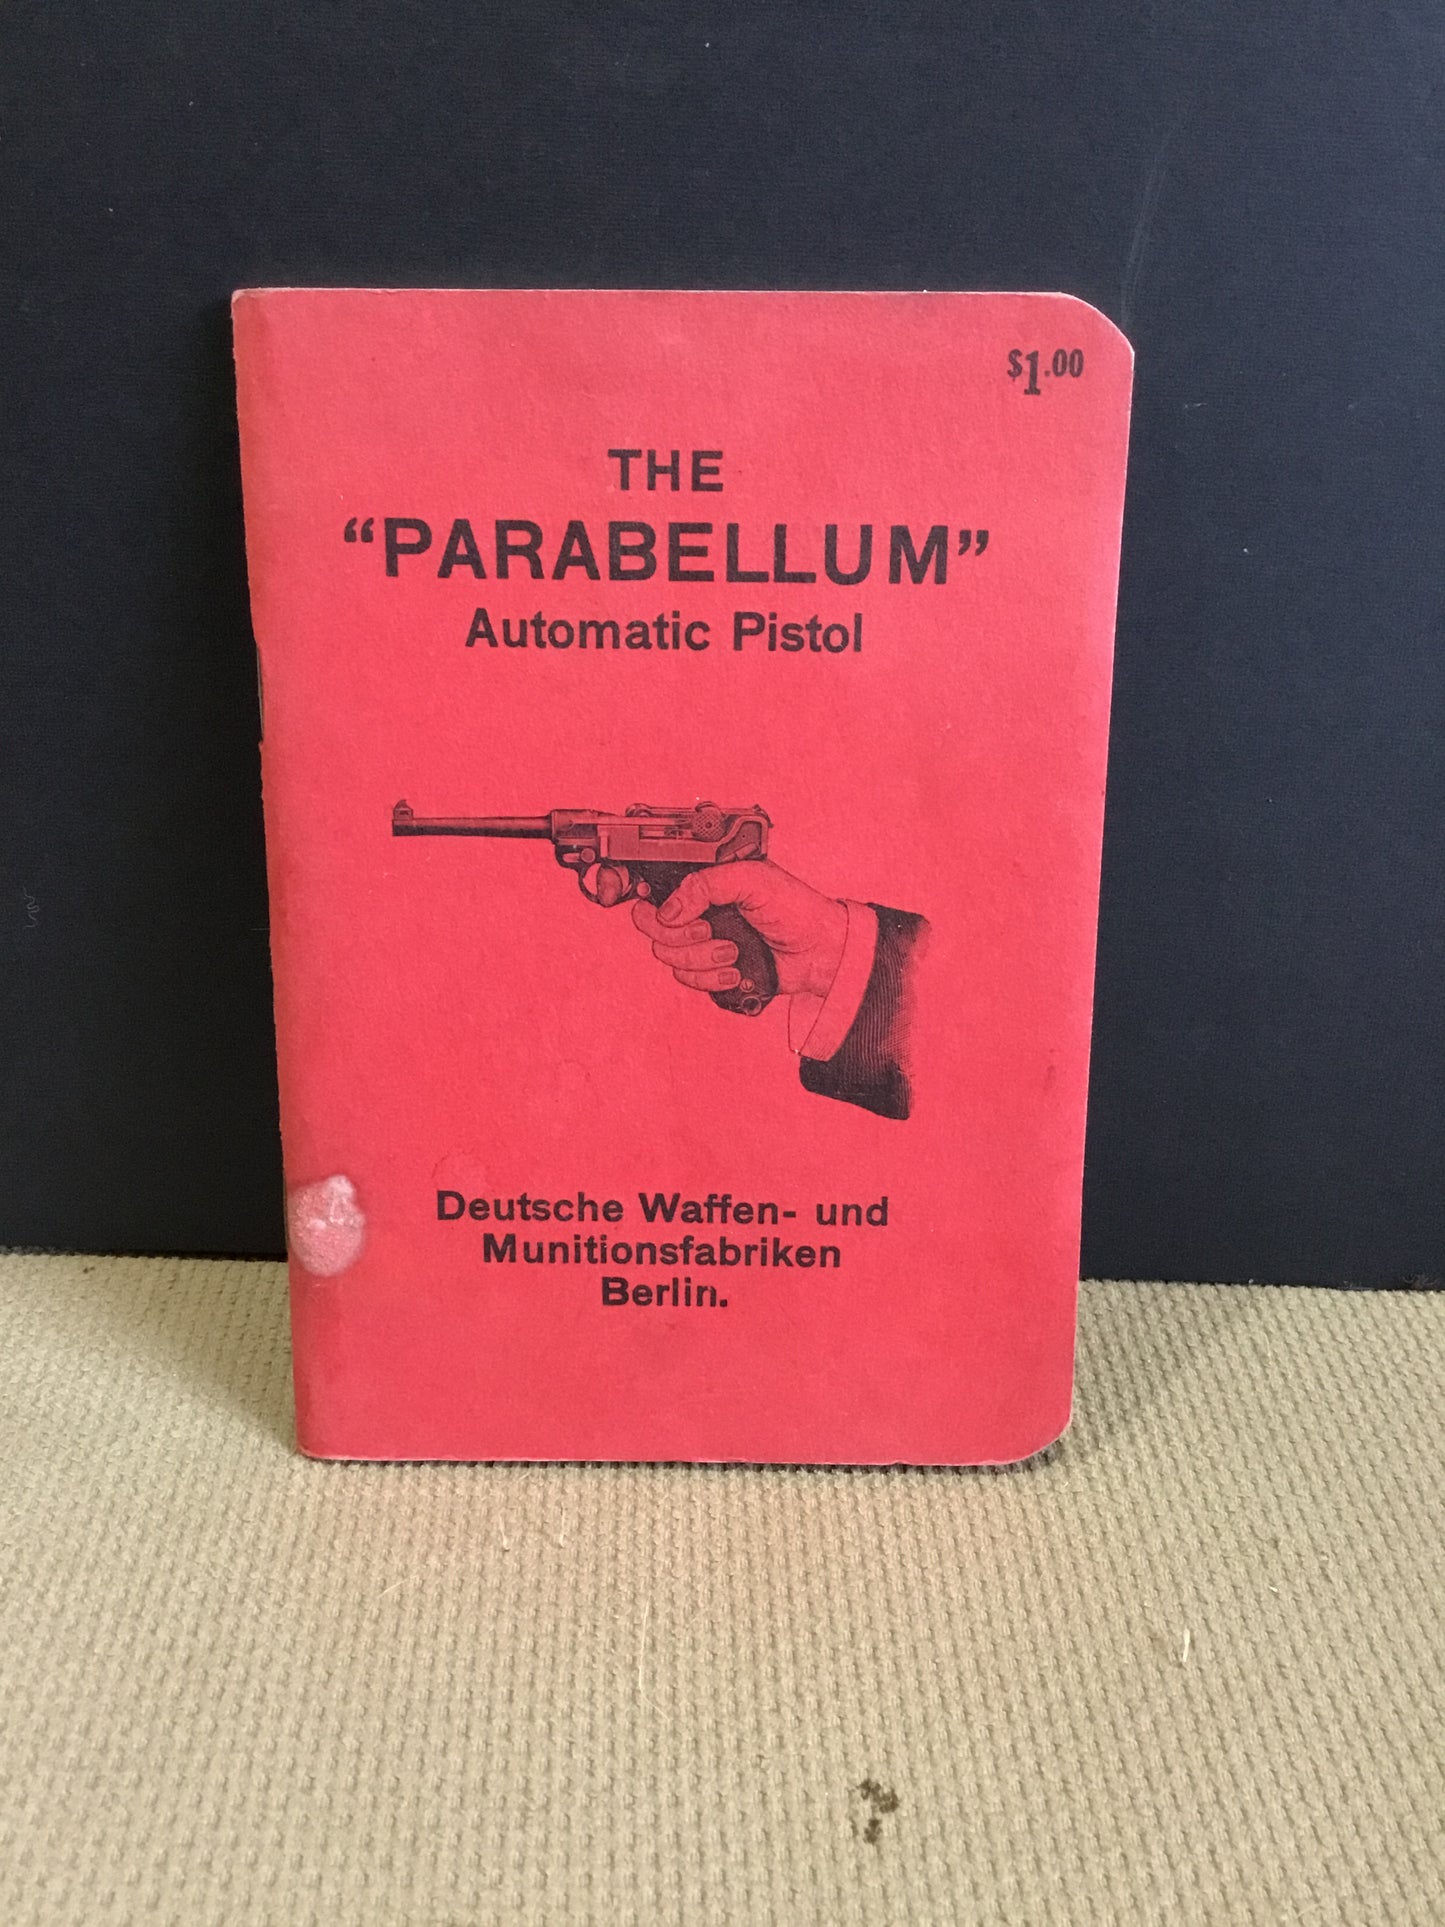 $1.00
THE
“PARABELLUM”
Automatic Pistol
Deutsche Waffen- und
Munitionsfabriken
Berlin.